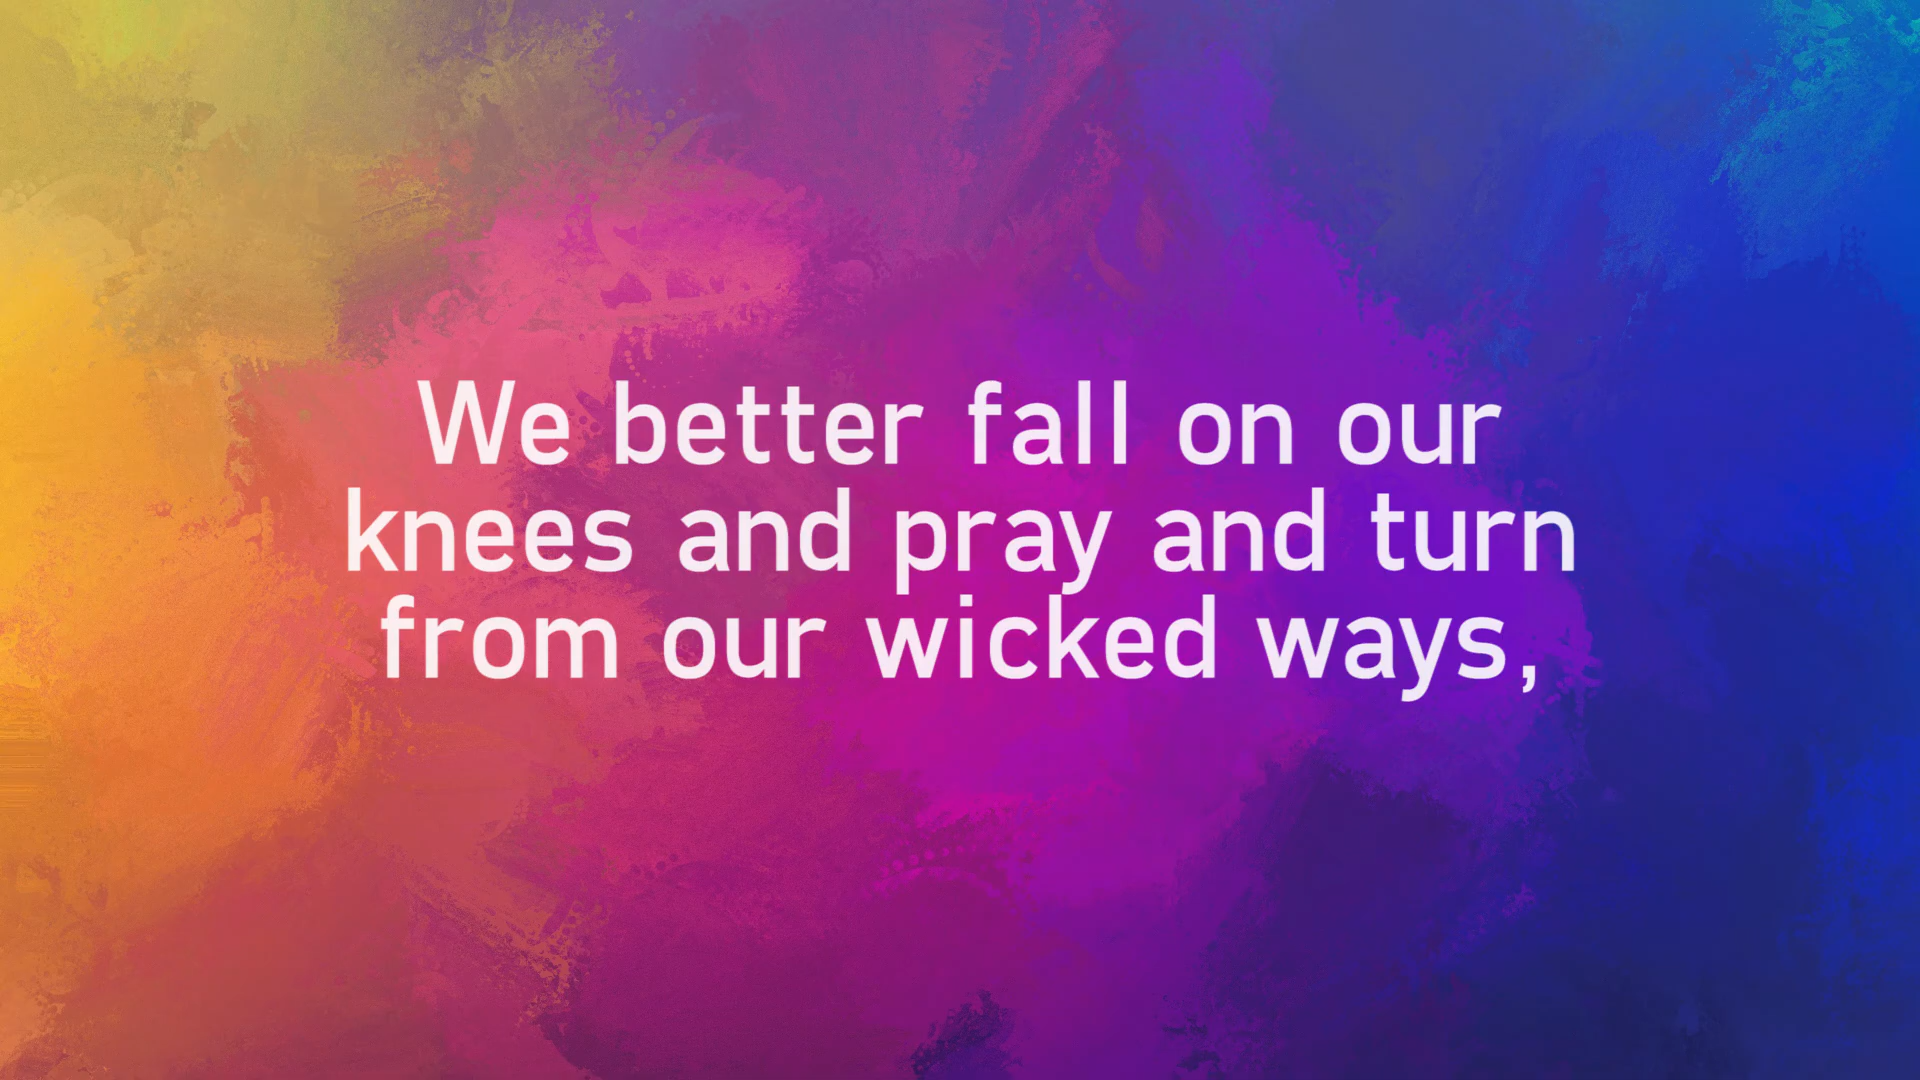 We better fall on our
knees and pray and turn
from our wicked ways,